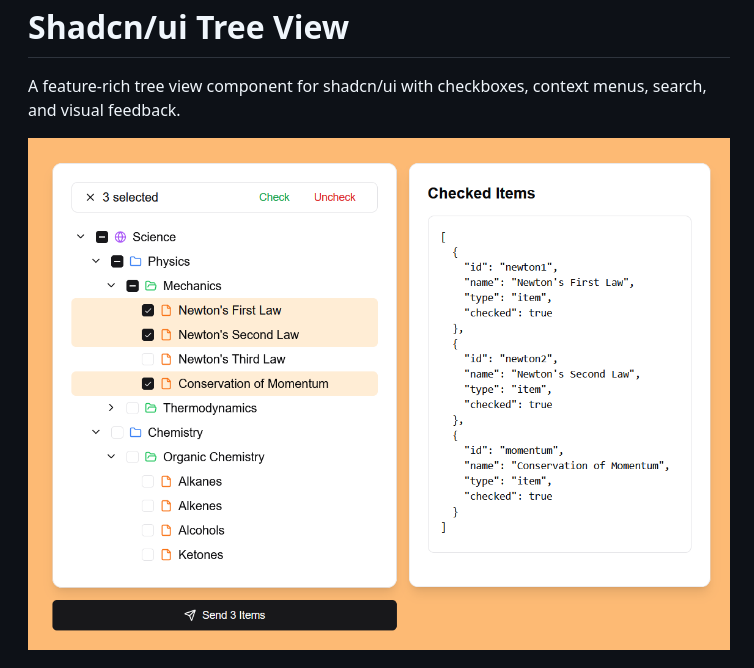 Shadcn/ui Tree View
A feature-rich tree view component for shadcn/ui with checkboxes, context menus, search,
and visual feedback.
3 selected
Check
Uncheck
Science
Physics
Mechanics
Newton's First Law
Newton's Second Law
Newton's Third Law
Conservation of Momentum
Thermodynamics
Chemistry
Organic Chemistry
Alkanes
Alkenes
Alcohols
Ketones
Send 3 Items
Checked Items
[
  {
    "id": "newton1",
    "name": "Newton's First Law",
    "type": "item",
    "checked": true
  },
  {
    "id": "newton2",
    "name": "Newton's Second Law",
    "type": "item",
    "checked": true
  },
  {
    "id": "momentum",
    "name": "Conservation of Momentum",
    "type": "item",
    "checked": true
  }
]